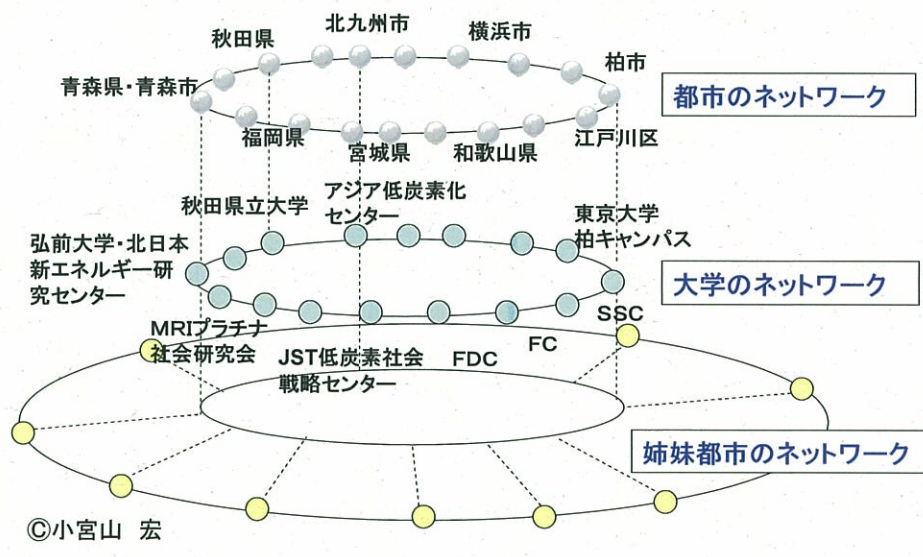 北九州市
秋田県
横浜市
柏市
青森県・青森市
都市のネットワーク
福岡県
宮城県
和歌山県
江戸川区
秋田県立大学
アジア低炭素化
センター
東京大学
柏キャンパス
弘前大学・北日本
新エネルギー研
究センター
大学のネットワーク
SSC
MRIプラチナ
社会研究会
JST低炭素社会
戦略センター
FDC
FC
姉妹都市のネットワーク
©小宮山 宏